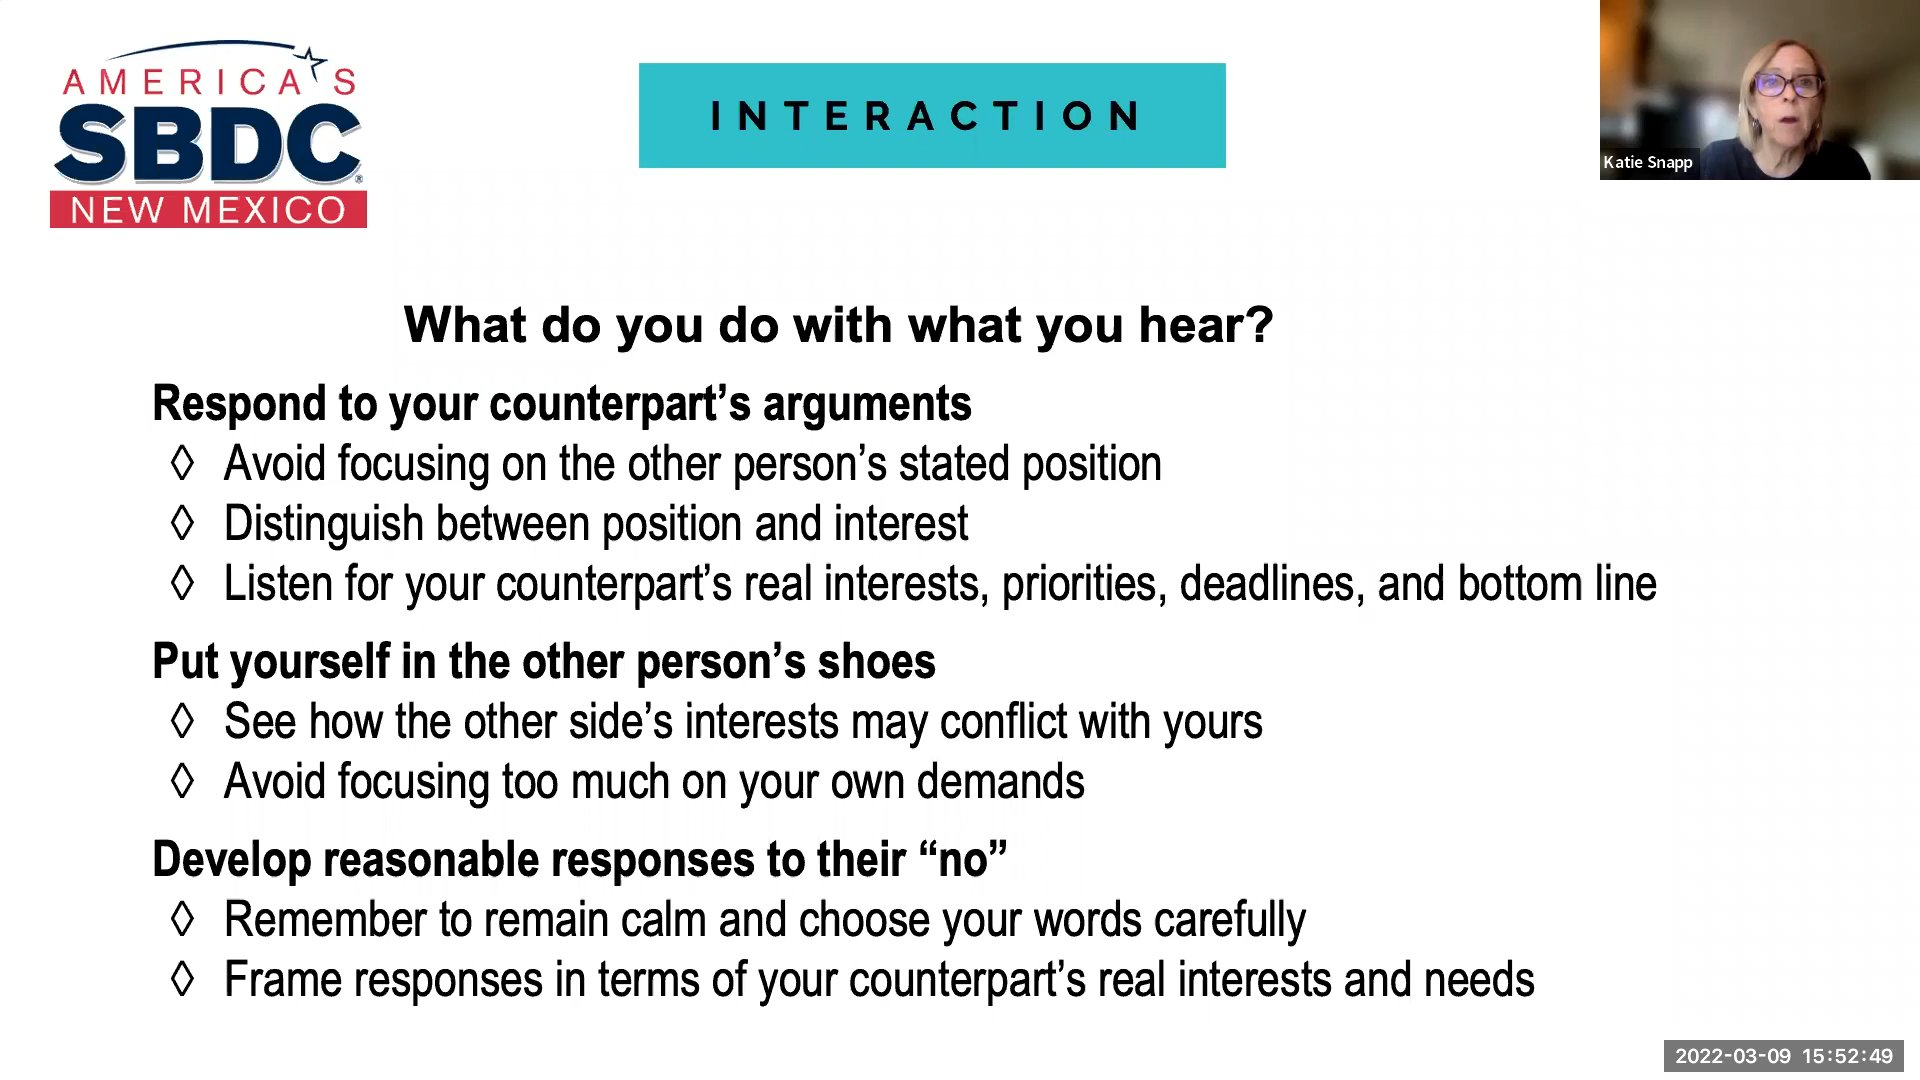 AMERICA'S
SBDC®
NEW MEXICO
INTERACTION
Katie Snapp
What do you do with what you hear?
Respond to your counterpart’s arguments
◊ Avoid focusing on the other person’s stated position
◊ Distinguish between position and interest
◊ Listen for your counterpart’s real interests, priorities, deadlines, and bottom line
Put yourself in the other person’s shoes
◊ See how the other side’s interests may conflict with yours
◊ Avoid focusing too much on your own demands
Develop reasonable responses to their “no”
◊ Remember to remain calm and choose your words carefully
◊ Frame responses in terms of your counterpart’s real interests and needs
2022-03-09 15:52:49